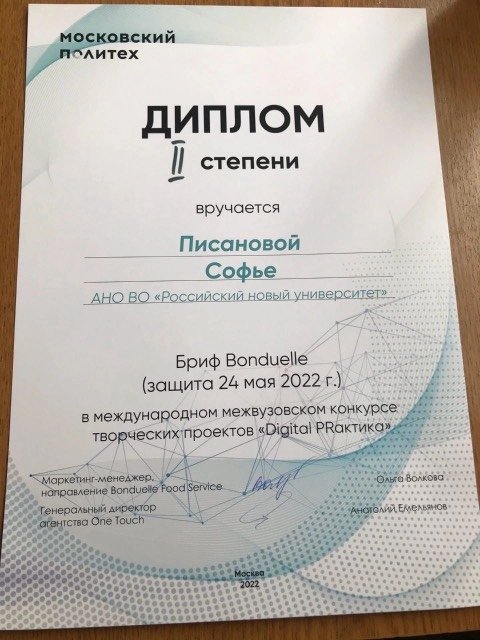 московский
политех
ДИПЛОМ
II степени
вручается
Писановой
Софье
АНО ВО «Российский новый университет»
Бриф Bonduelle
(защита 24 мая 2022 г.)
в международном межвузовском конкурсе
творческих проектов «Digital PRактика»
Маркетинг-менеджер,
направление Bonduelle Food Service
Ольга Волкова
Генеральный директор
агентства One Touch
Анатолий Емельянов
Москва
2022